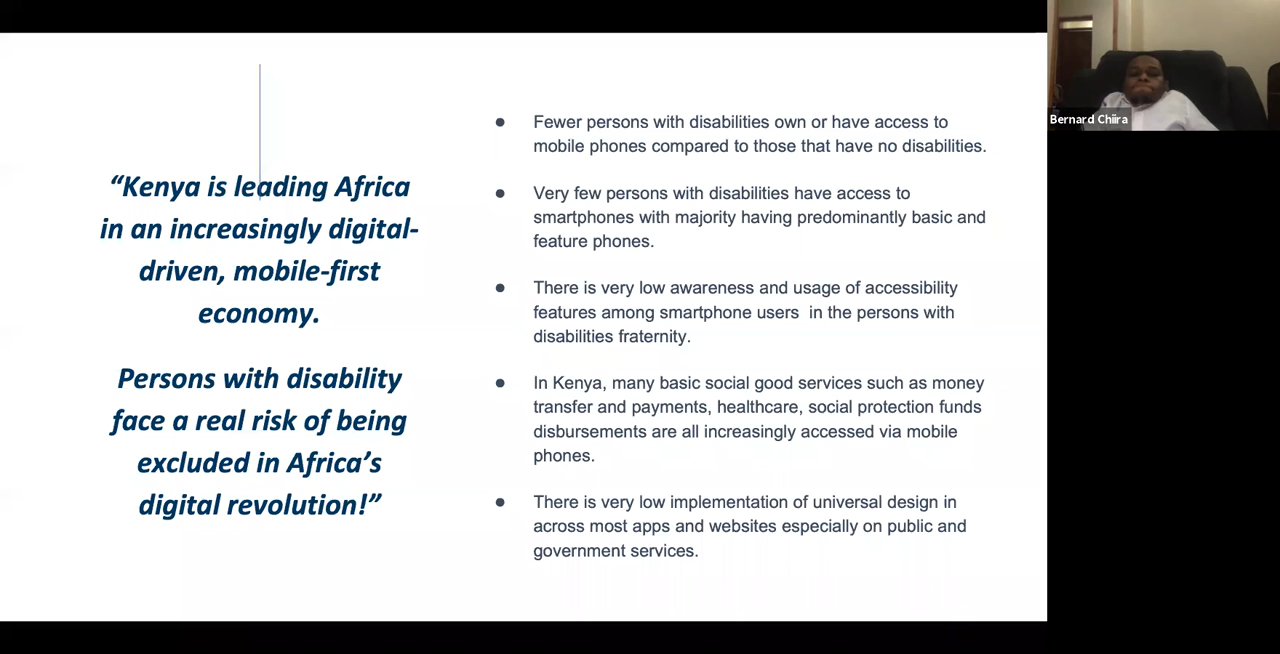 “Kenya is leading Africa
in an increasingly digital-
driven, mobile-first
economy.
Persons with disability
face a real risk of being
excluded in Africa’s
digital revolution!”
● Fewer persons with disabilities own or have access to
mobile phones compared to those that have no disabilities.
● Very few persons with disabilities have access to
smartphones with majority having predominantly basic and
feature phones.
● There is very low awareness and usage of accessibility
features among smartphone users in the persons with
disabilities fraternity.
● In Kenya, many basic social good services such as money
transfer and payments, healthcare, social protection funds
disbursements are all increasingly accessed via mobile
phones.
● There is very low implementation of universal design in
across most apps and websites especially on public and
government services.
Bernard Chiira